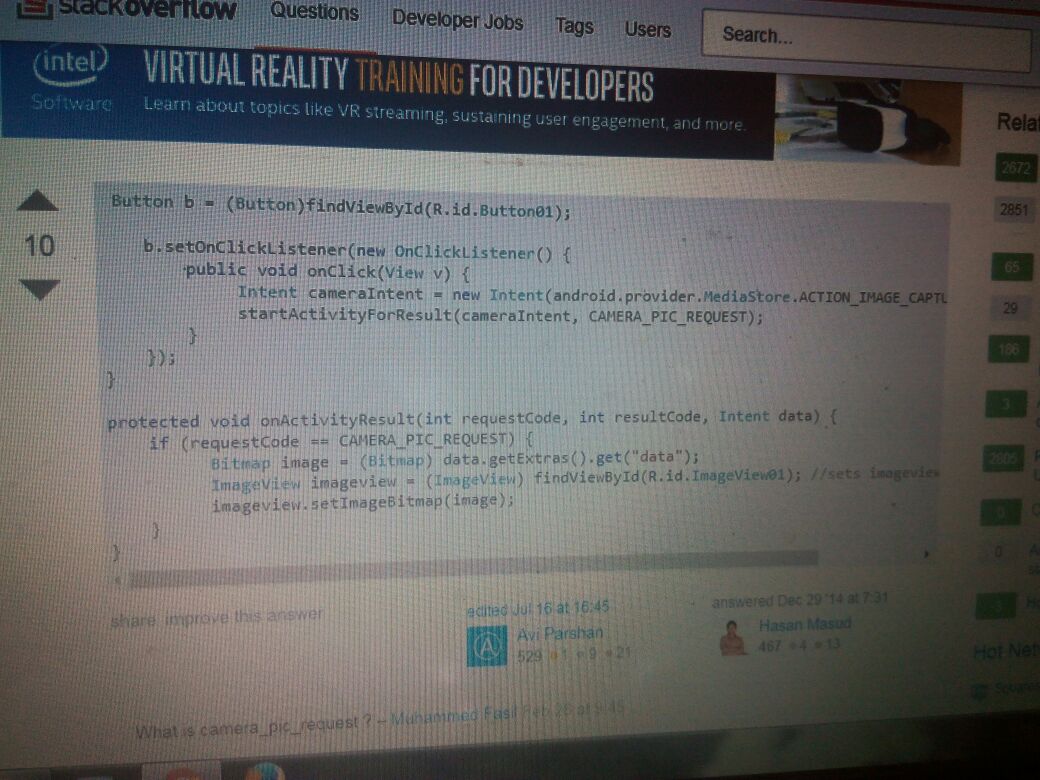 stackoverflow Questions Developer Jobs Tags Users Search...
intel Software
VIRTUAL REALITY TRAINING FOR DEVELOPERS
Learn about topics like VR streaming, sustaining user engagement, and more.
10
Button b = (Button)findViewById(R.id.Button01);
b.setOnClickListener(new OnClickListener() {
public void onClick(View v) {
Intent cameraIntent = new Intent(android.provider.MediaStore.ACTION_IMAGE_CAPTU
startActivityForResult(cameraIntent, CAMERA_PIC_REQUEST);
}
});
}
protected void onActivityResult(int requestCode, int resultCode, Intent data) {
if (requestCode == CAMERA_PIC_REQUEST) {
Bitmap image = (Bitmap) data.getExtras().get("data");
ImageView imageview = (ImageView) findViewById(R.id.ImageView01); //sets imageview
imageview.setImageBitmap(image);
}
}
share improve this answer
edited Jul 16 at 16:45
Avi Parshan
529 1 9 21
answered Dec 29 '14 at 7:31
Hasan Masud
467 4 13
What is camera_pic_request ? – Muhammed Fasil Feb 26 at 9:45
Rela
2672
2851
65
29
186
3
2605
0
0
Hot Net